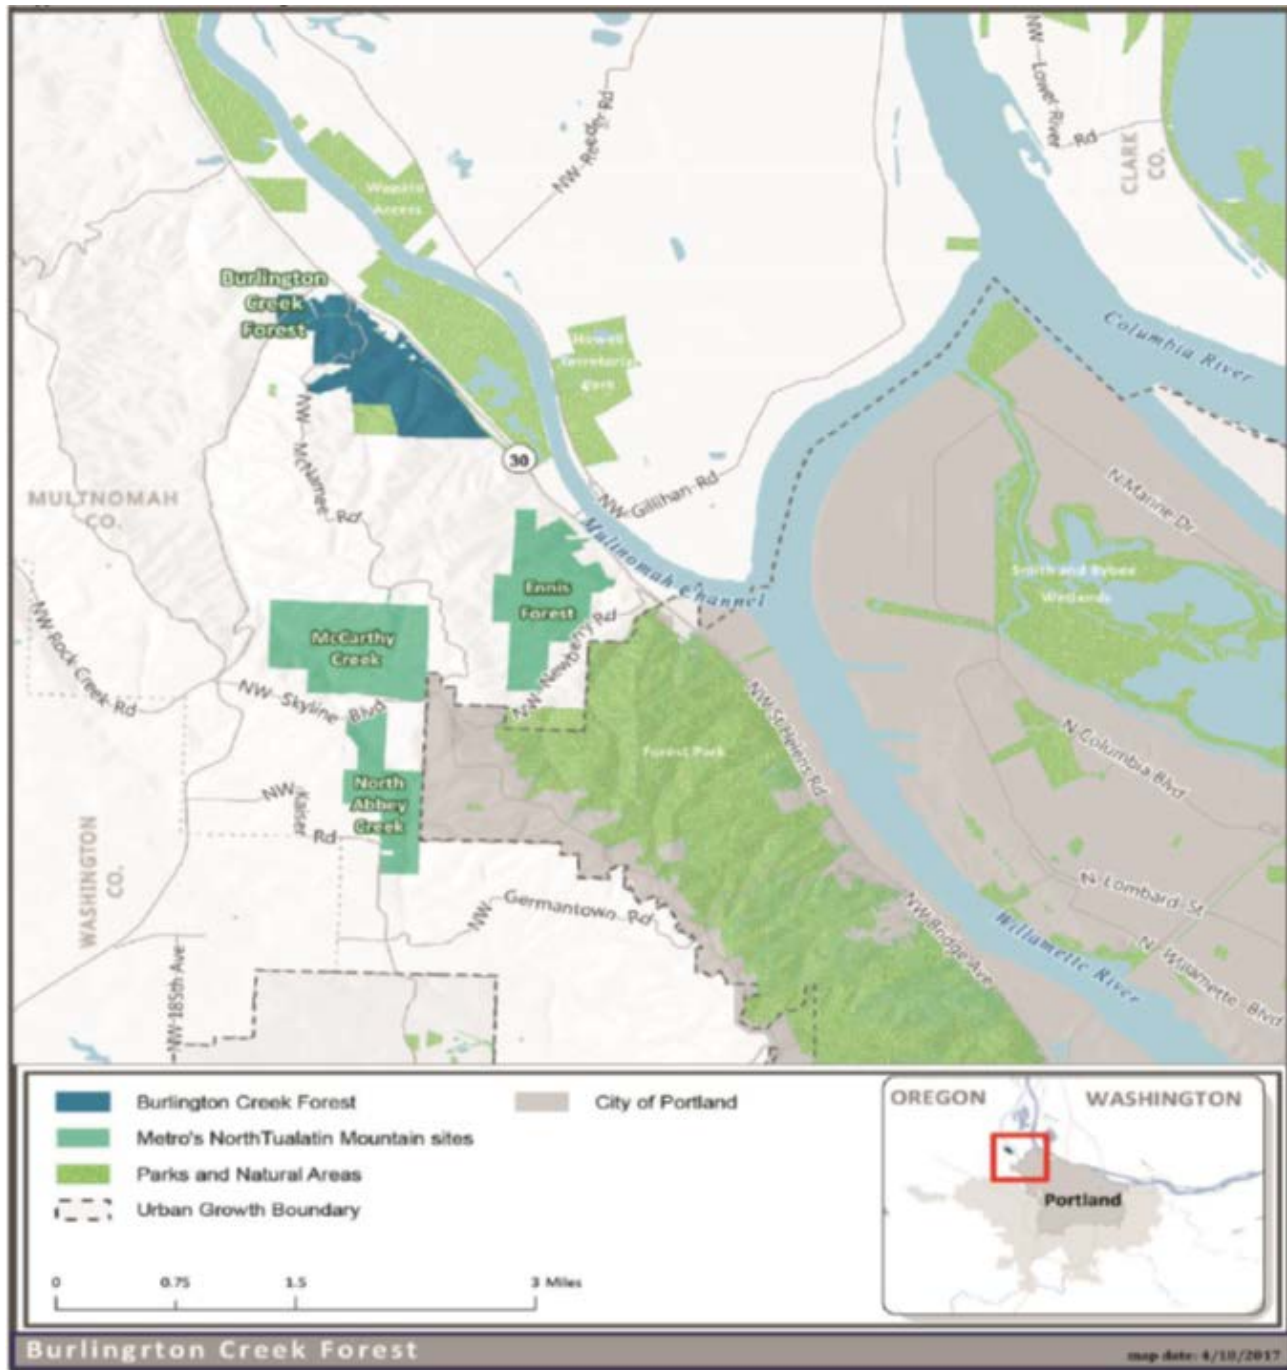 NW Lower River Rd
NW Reeder Rd
CLARK
CO.
Burlington
Creek
Forest
Howell
Territorial
Park
Columbia River
30
NW McNamee Rd
NW Gillihan Rd
N Marine Dr
MULTNOMAH
CO.
Multnomah Channel
Smith and Bybee
Wetlands
Ennis
Forest
NW Newberry Rd
McCarthy
Creek
NW Rock Creek Rd
NW Skyline Blvd
NW St Helens Rd
N Columbia Blvd
Forest Park
North
Abbey
Creek
NW Kaiser Rd
WASHINGTON
CO.
N Lombard St
NW Germantown Rd
NW Bridge Ave
Willamette River
N Willamette Blvd
NW 185th Ave
Burlington Creek Forest
Metro's NorthTualatin Mountain sites
Parks and Natural Areas
Urban Growth Boundary
City of Portland
OREGON WASHINGTON
Portland
0 0.75 1.5 3 Miles
Burlingrton Creek Forest
map date: 4/10/2017